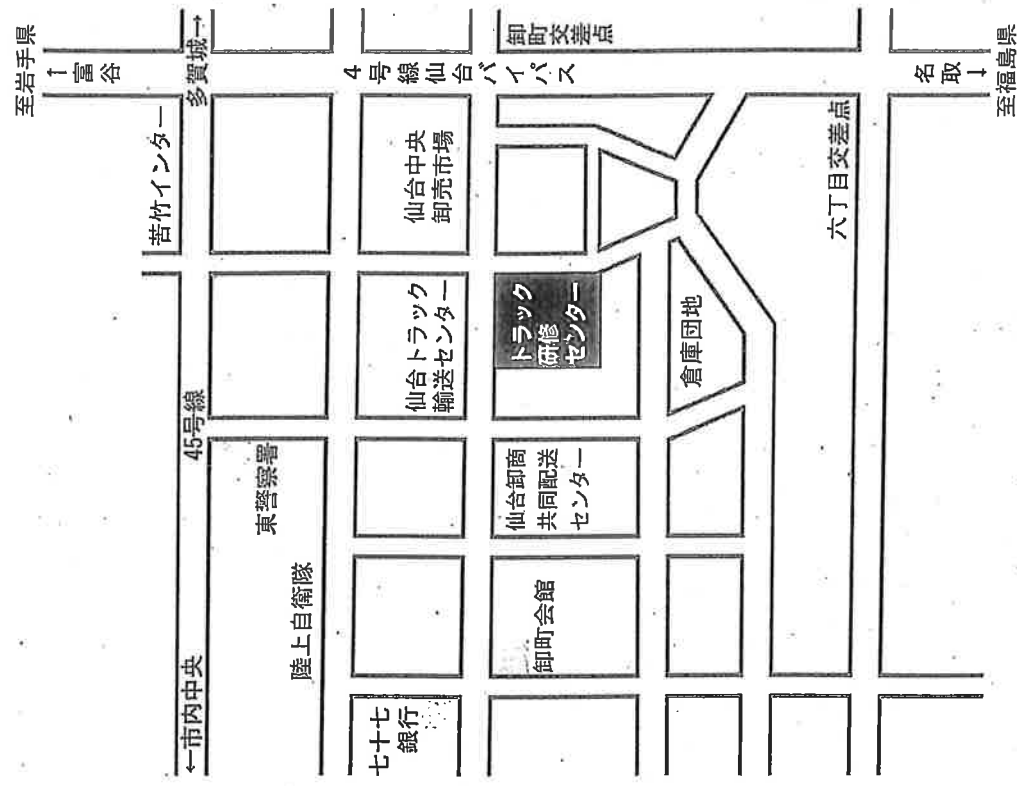 至岩手県
↑
富谷
多賀城→
苦竹インター
4号線仙台バイパス
卸町交差点
名取
↓
至福島県
六丁目交差点
仙台中央
卸売市場
45号線
仙台トラック
輸送センター
トラック
研修
センター
倉庫団地
東警察署
陸上自衛隊
仙台卸商
共同配送
センター
卸町会館
←市内中央
七十七
銀行